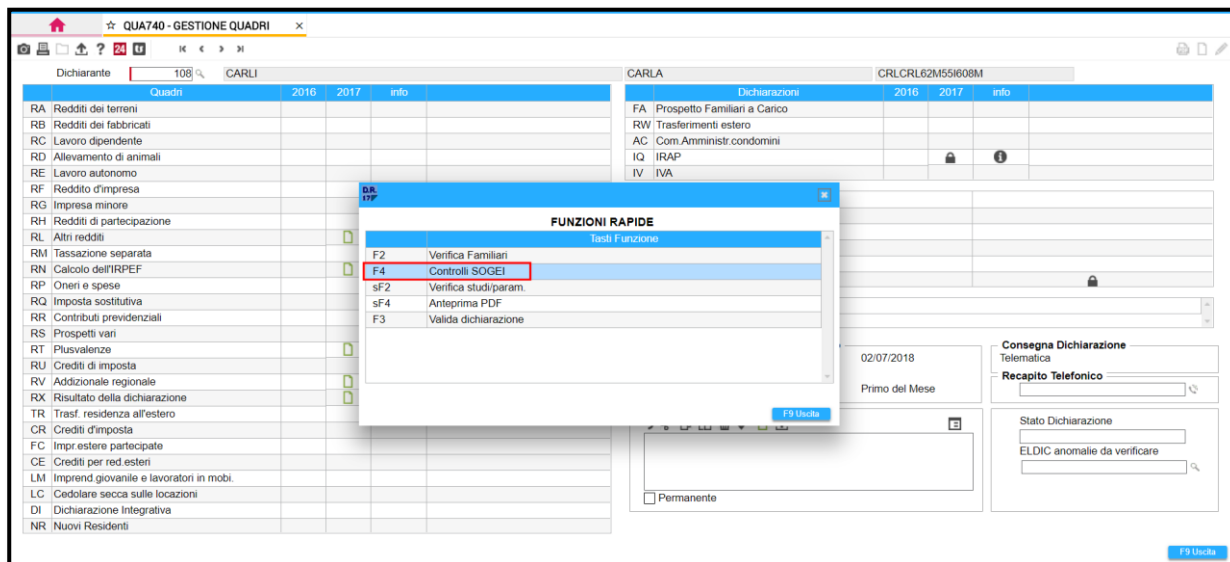 QUA740 - GESTIONE QUADRI
24
Dichiarante 108 CARLI CARLA CRLCRL62M55I608M
Quadri 2016 2017 info
RA Redditi dei terreni
RB Redditi dei fabbricati
RC Lavoro dipendente
RD Allevamento di animali
RE Lavoro autonomo
RF Reddito d'impresa
RG Impresa minore
RH Redditi di partecipazione
RL Altri redditi
RM Tassazione separata
RN Calcolo dell'IRPEF
RP Oneri e spese
RQ Imposta sostitutiva
RR Contributi previdenziali
RS Prospetti vari
RT Plusvalenze
RU Crediti di imposta
RV Addizionale regionale
RX Risultato della dichiarazione
TR Trasf. residenza all'estero
CR Crediti d'imposta
FC Impr.estere partecipate
CE Crediti per red.esteri
LM Imprend.giovanile e lavoratori in mobi.
LC Cedolare secca sulle locazioni
DI Dichiarazione Integrativa
NR Nuovi Residenti
Dichiarazioni 2016 2017 info
FA Prospetto Familiari a Carico
RW Trasferimenti estero
AC Com.Amministr.condomini
IQ IRAP
IV IVA
D.R.
FUNZIONI RAPIDE
Tasti Funzione
F2 Verifica Familiari
F4 Controlli SOGEI
sF2 Verifica studi/param.
sF4 Anteprima PDF
F3 Valida dichiarazione
F9 Uscita
02/07/2018
Primo del Mese
Consegna Dichiarazione
Telematica
Recapito Telefonico
Stato Dichiarazione
ELDIC anomalie da verificare
Permanente
F9 Uscita